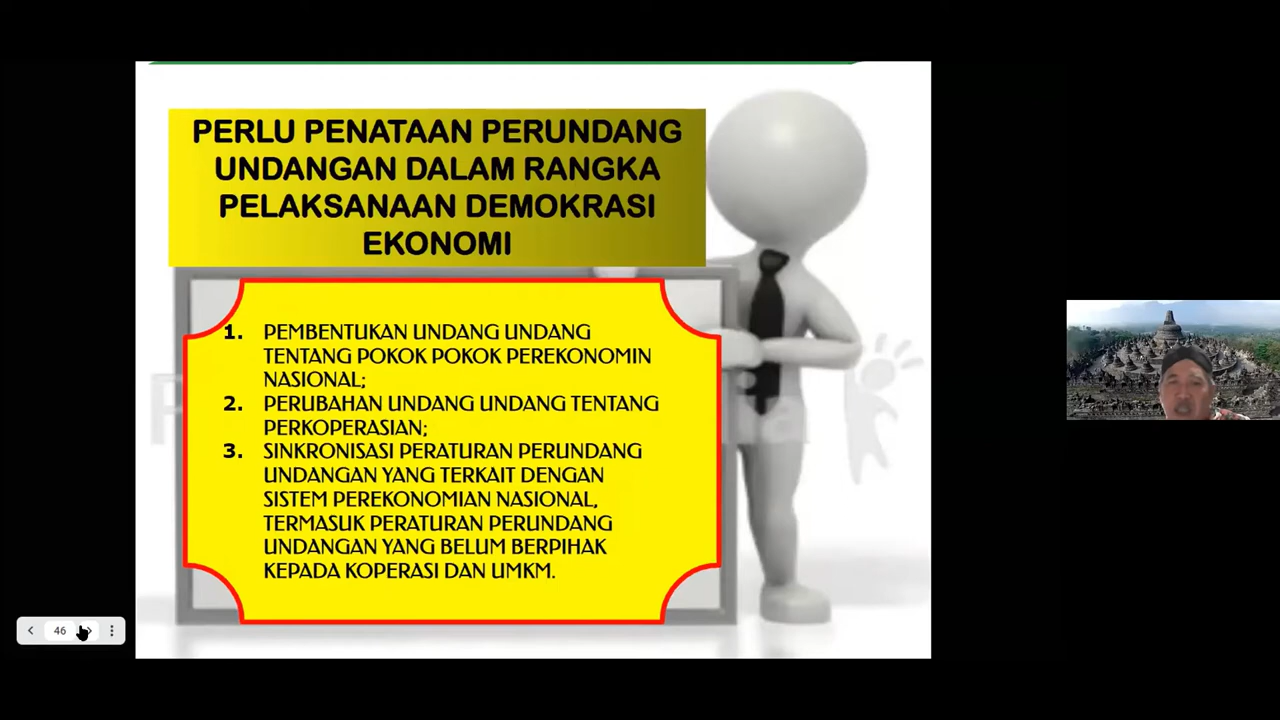 PERLU PENATAAN PERUNDANG
UNDANGAN DALAM RANGKA
PELAKSANAAN DEMOKRASI
EKONOMI
1. PEMBENTUKAN UNDANG UNDANG
TENTANG POKOK POKOK PEREKONOMIN
NASIONAL;
2. PERUBAHAN UNDANG UNDANG TENTANG
PERKOPERASIAN;
3. SINKRONISASI PERATURAN PERUNDANG
UNDANGAN YANG TERKAIT DENGAN
SISTEM PEREKONOMIAN NASIONAL,
TERMASUK PERATURAN PERUNDANG
UNDANGAN YANG BELUM BERPIHAK
KEPADA KOPERASI DAN UMKM.
46